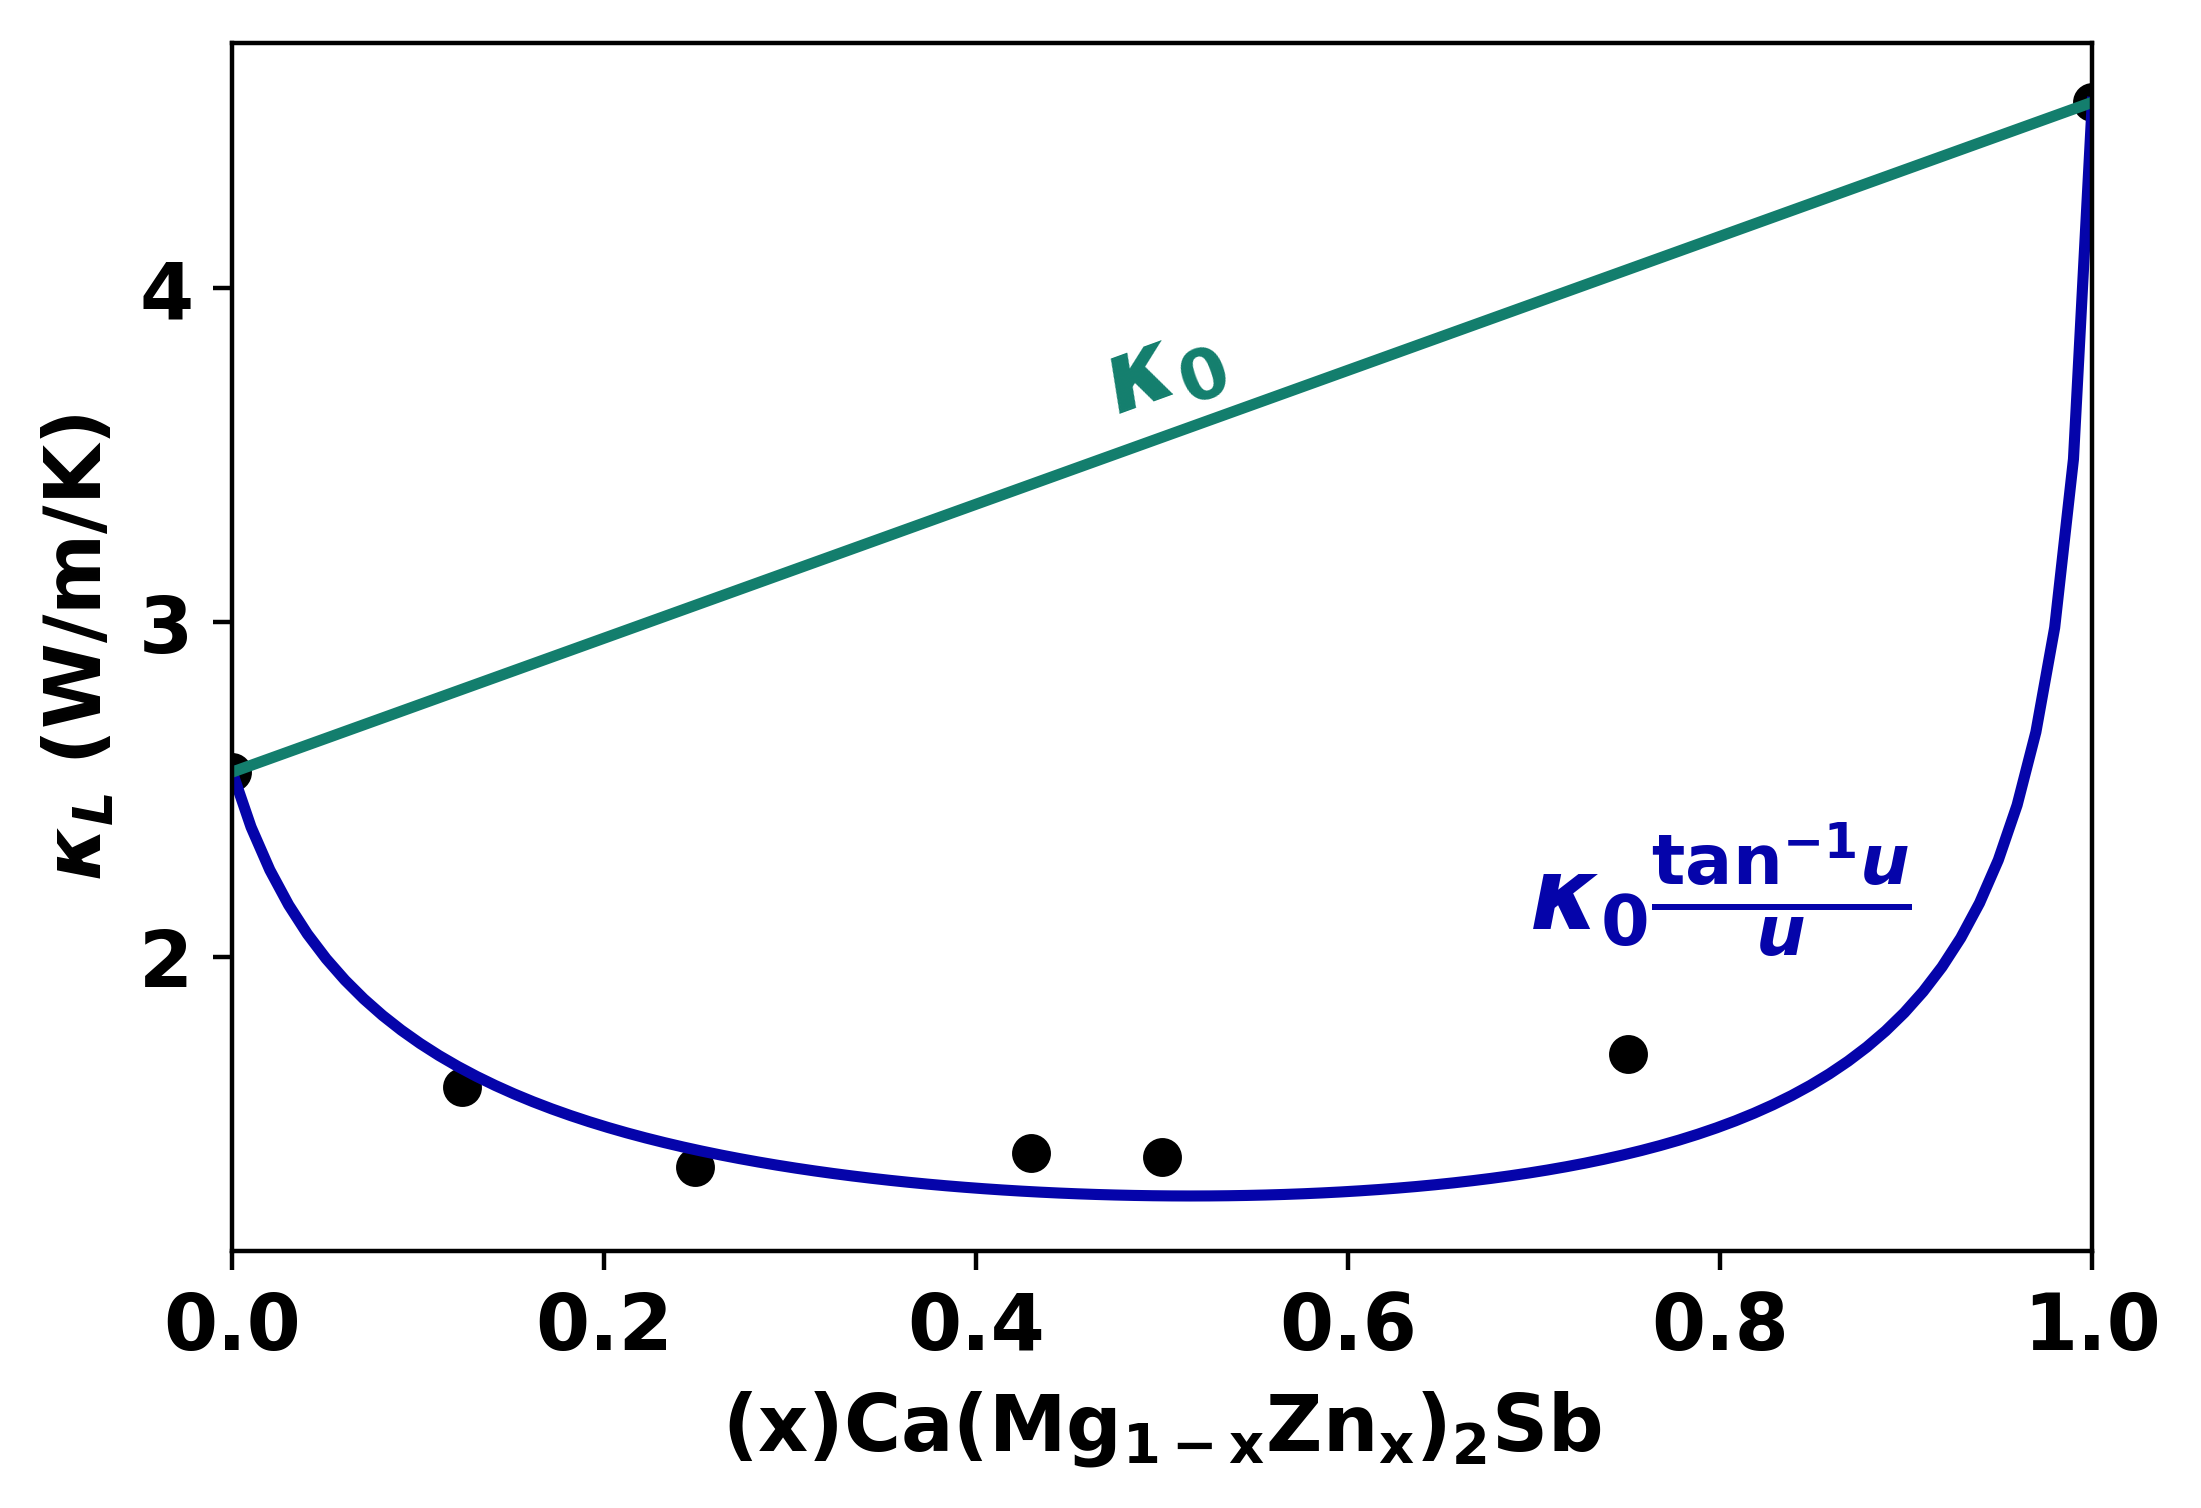 κ_L (W/m/K)
4
3
2
κ₀
κ₀ tan⁻¹u / u
0.0 0.2 0.4 0.6 0.8 1.0
(x)Ca(Mg₁₋ₓZnₓ)₂Sb